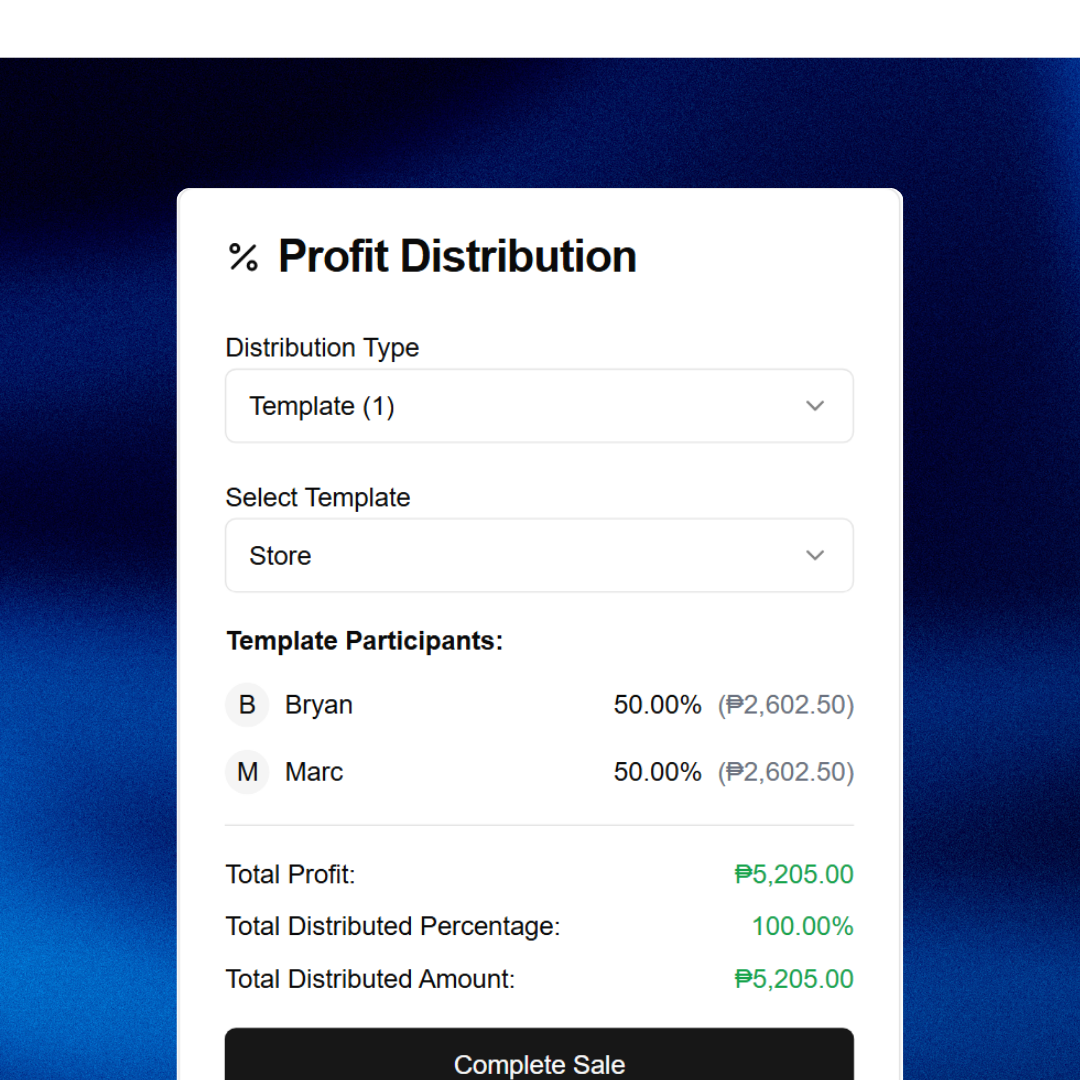 % Profit Distribution
Distribution Type
Template (1)
Select Template
Store
Template Participants:
B Bryan 50.00% (₱2,602.50)
M Marc 50.00% (₱2,602.50)
Total Profit: ₱5,205.00
Total Distributed Percentage: 100.00%
Total Distributed Amount: ₱5,205.00
Complete Sale